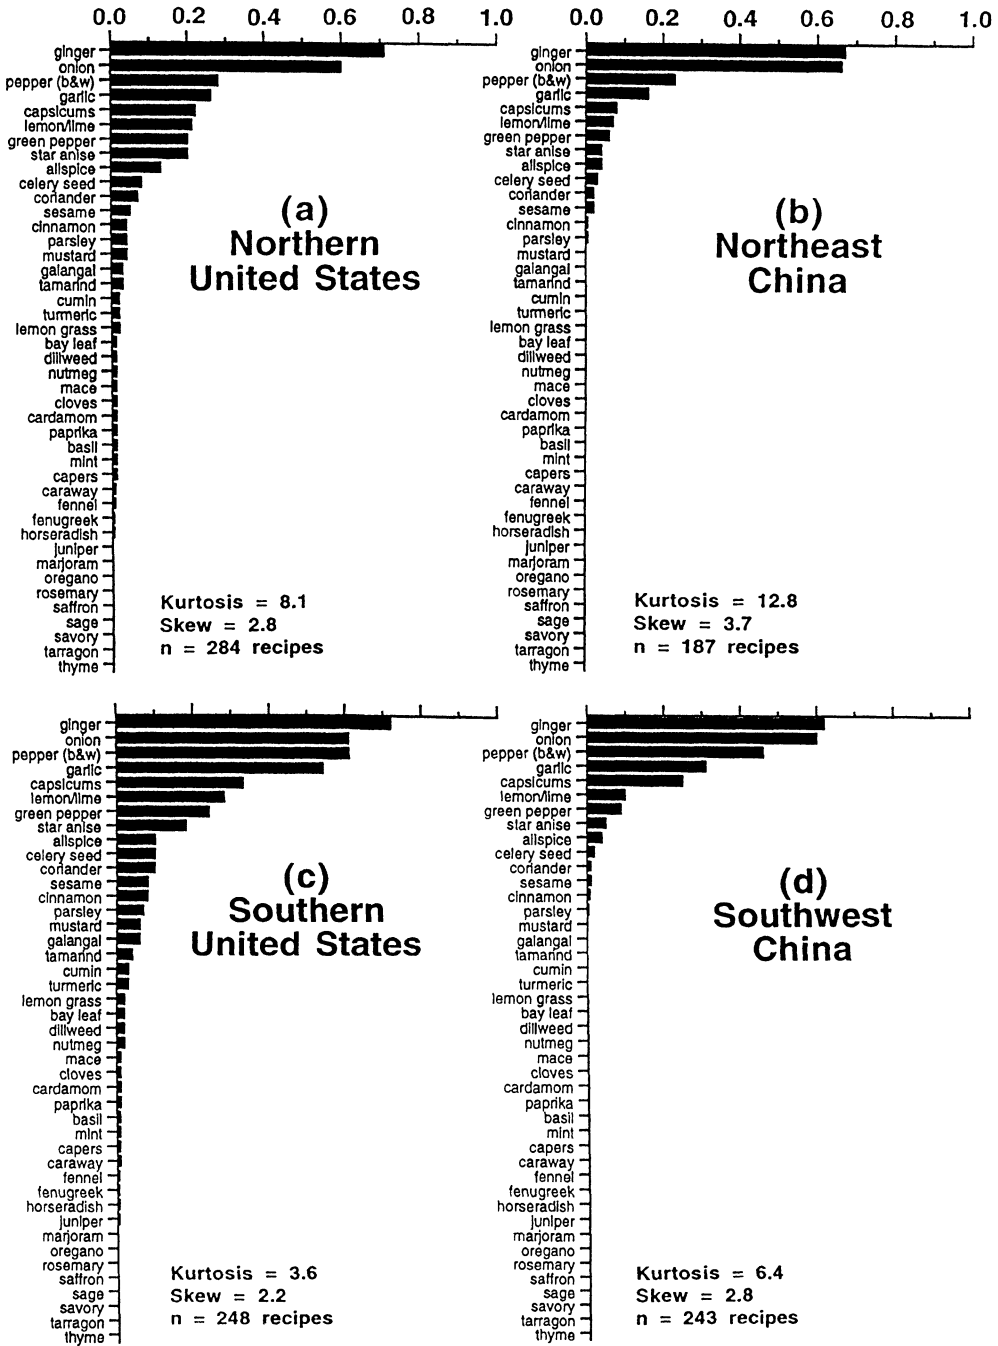 0.0 0.2 0.4 0.6 0.8 1.0
ginger
onion
pepper (b&w)
garlic
capsicums
lemon/lime
green pepper
star anise
allspice
celery seed
coriander
sesame
cinnamon
parsley
mustard
galangal
tamarind
cumin
turmeric
lemon grass
bay leaf
dillweed
nutmeg
mace
cloves
cardamom
paprika
basil
mint
capers
caraway
fennel
fenugreek
horseradish
juniper
marjoram
oregano
rosemary
saffron
sage
savory
tarragon
thyme
(a)
Northern
United States
Kurtosis = 8.1
Skew = 2.8
n = 284 recipes
0.0 0.2 0.4 0.6 0.8 1.0
ginger
onion
pepper (b&w)
garlic
capsicums
lemon/lime
green pepper
star anise
allspice
celery seed
coriander
sesame
cinnamon
parsley
mustard
galangal
tamarind
cumin
turmeric
lemon grass
bay leaf
dillweed
nutmeg
mace
cloves
cardamom
paprika
basil
mint
capers
caraway
fennel
fenugreek
horseradish
juniper
marjoram
oregano
rosemary
saffron
sage
savory
tarragon
thyme
(b)
Northeast
China
Kurtosis = 12.8
Skew = 3.7
n = 187 recipes
ginger
onion
pepper (b&w)
garlic
capsicums
lemon/lime
green pepper
star anise
allspice
celery seed
coriander
sesame
cinnamon
parsley
mustard
galangal
tamarind
cumin
turmeric
lemon grass
bay leaf
dillweed
nutmeg
mace
cloves
cardamom
paprika
basil
mint
capers
caraway
fennel
fenugreek
horseradish
juniper
marjoram
oregano
rosemary
saffron
sage
savory
tarragon
thyme
(c)
Southern
United States
Kurtosis = 3.6
Skew = 2.2
n = 248 recipes
ginger
onion
pepper (b&w)
garlic
capsicums
lemon/lime
green pepper
star anise
allspice
celery seed
coriander
sesame
cinnamon
parsley
mustard
galangal
tamarind
cumin
turmeric
lemon grass
bay leaf
dillweed
nutmeg
mace
cloves
cardamom
paprika
basil
mint
capers
caraway
fennel
fenugreek
horseradish
juniper
marjoram
oregano
rosemary
saffron
sage
savory
tarragon
thyme
(d)
Southwest
China
Kurtosis = 6.4
Skew = 2.8
n = 243 recipes